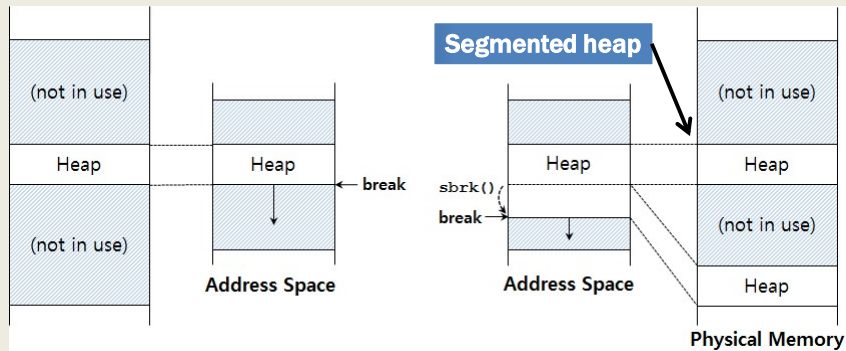 Segmented heap
(not in use)
Heap
(not in use)
Heap
break
Address Space
Heap
sbrk()
break
Address Space
(not in use)
Heap
(not in use)
Heap
Physical Memory